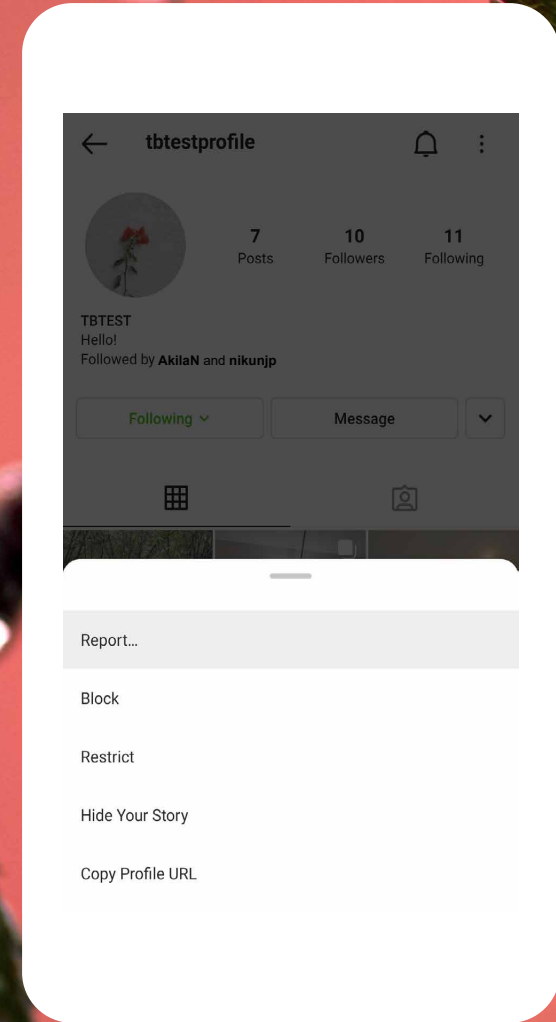 tbtestprofile
7 10 11
Posts Followers Following
TBTEST
Hello!
Followed by AkilaN and nikunjp
Following Message
Report...
Block
Restrict
Hide Your Story
Copy Profile URL